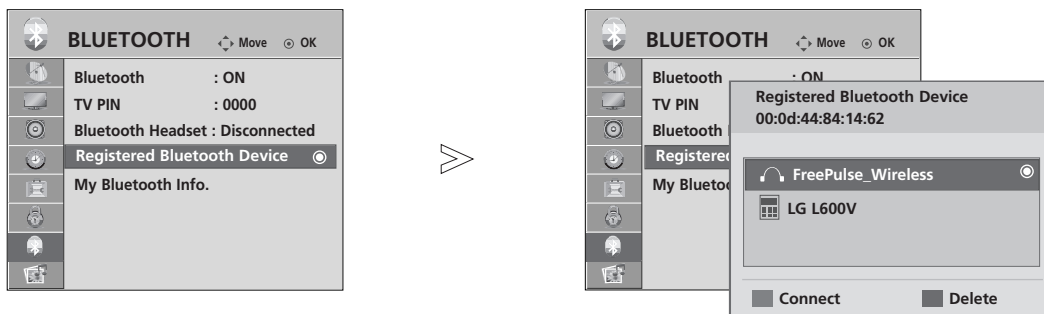 BLUETOOTH Move OK
Bluetooth : ON
TV PIN : 0000
Bluetooth Headset : Disconnected
Registered Bluetooth Device
My Bluetooth Info.
BLUETOOTH Move OK
Bluetooth : ON
TV PIN
Bluetooth
Registered
My Bluetoo
Registered Bluetooth Device
00:0d:44:84:14:62
FreePulse_Wireless
LG L600V
Connect Delete